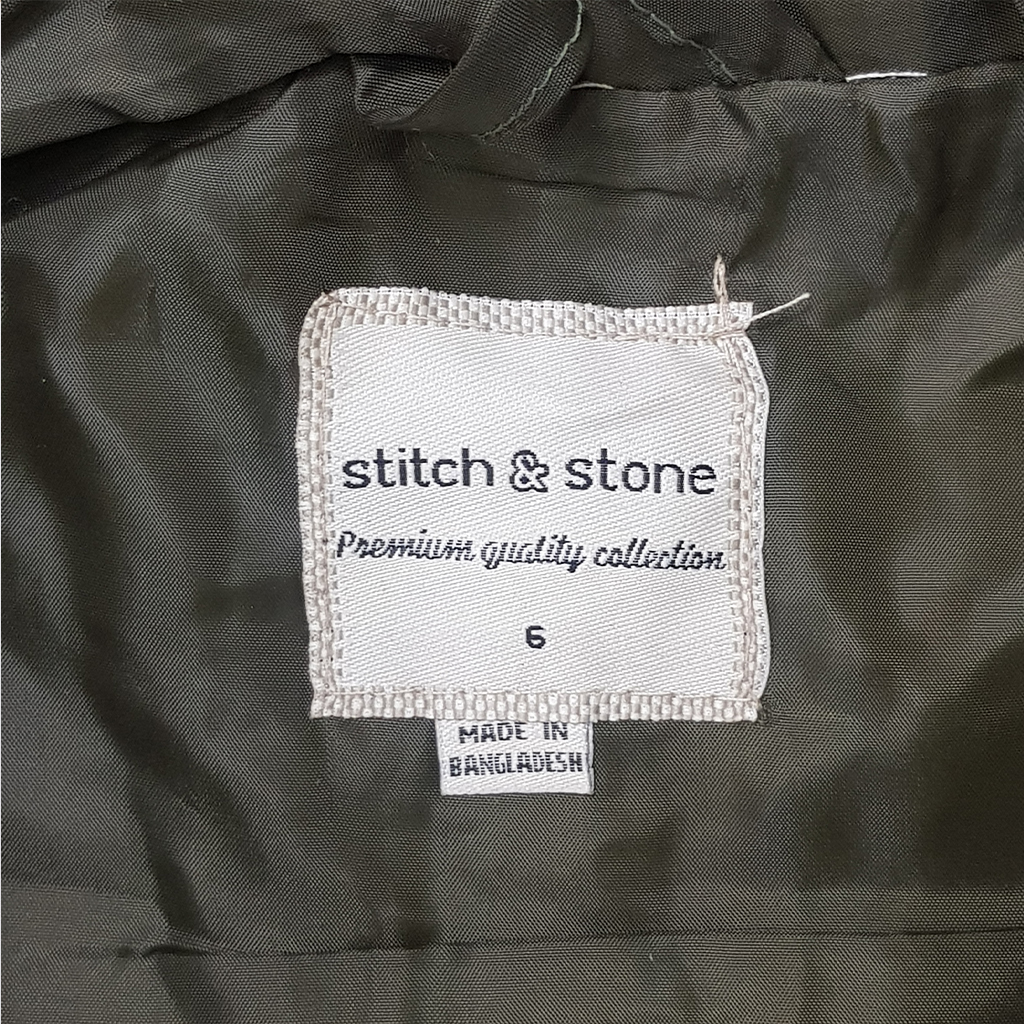 stitch & stone
Premium quality collection
6
MADE IN
BANGLADESH